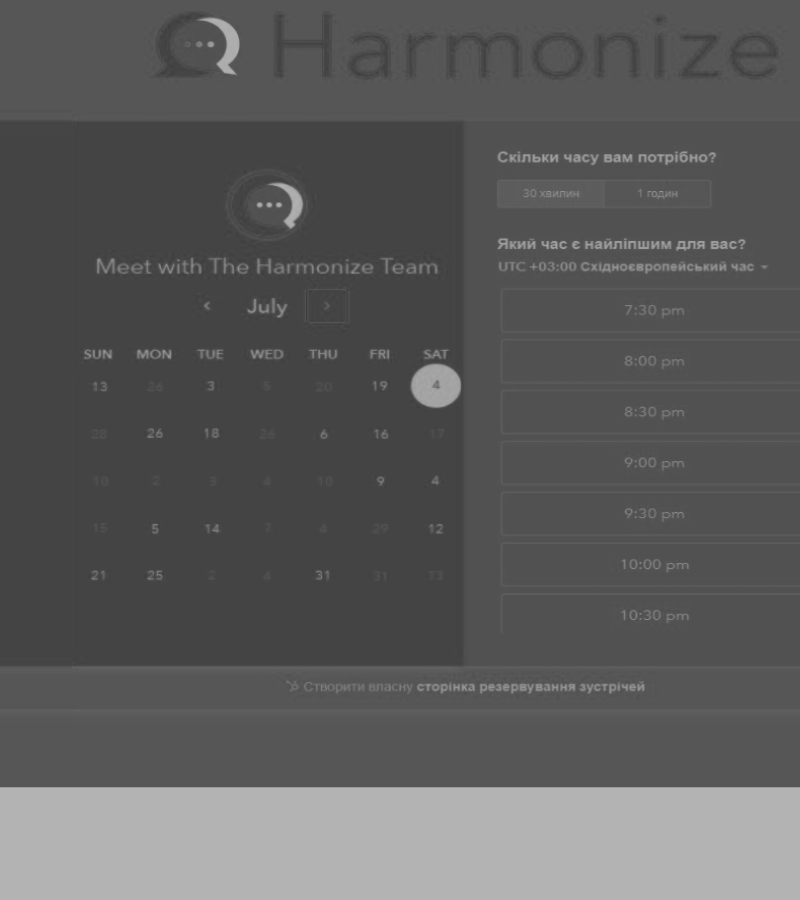 Harmonize
Meet with The Harmonize Team
July
SUN MON TUE WED THU FRI SAT
13 26 3 5 20 19 4
28 26 18 26 6 16 17
10 2 3 4 10 9 4
15 5 14 7 4 29 12
21 25 2 4 31 31 13
Скільки часу вам потрібно?
30 хвилин 1 годин
Який час є найліпшим для вас?
UTC +03:00 Східноєвропейський час
7:30 pm
8:00 pm
8:30 pm
9:00 pm
9:30 pm
10:00 pm
10:30 pm
Створити власну сторінка резервування зустрічей